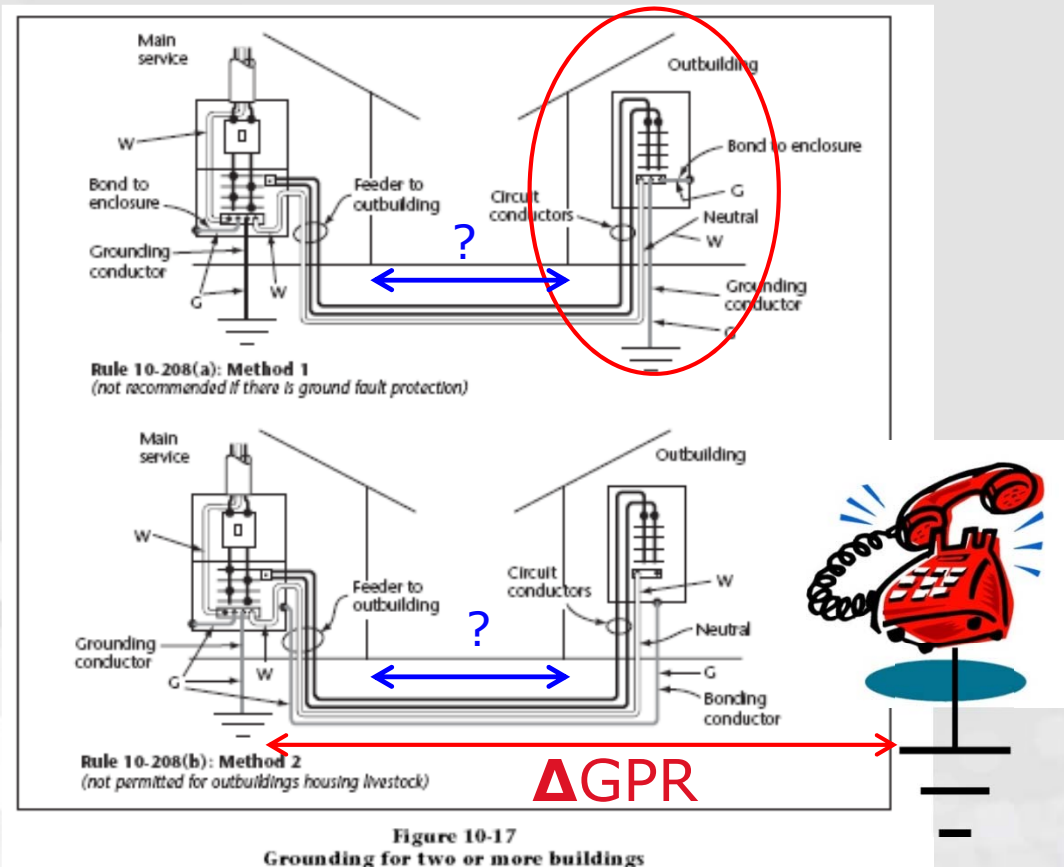 Main
service
Outbuilding
W
Bond to enclosure
Bond to
enclosure
Feeder to
outbuilding
Circuit
conductors
G
Neutral
W
?
Grounding
conductor
G
W
Grounding
conductor
G
Rule 10-208(a): Method 1
(not recommended if there is ground fault protection)
Main
service
Outbuilding
W
Feeder to
outbuilding
Circuit
conductors
W
?
Neutral
Grounding
conductor
G
W
G
Bonding
conductor
Rule 10-208(b): Method 2
(not permitted for outbuildings housing livestock)
ΔGPR
Figure 10-17
Grounding for two or more buildings